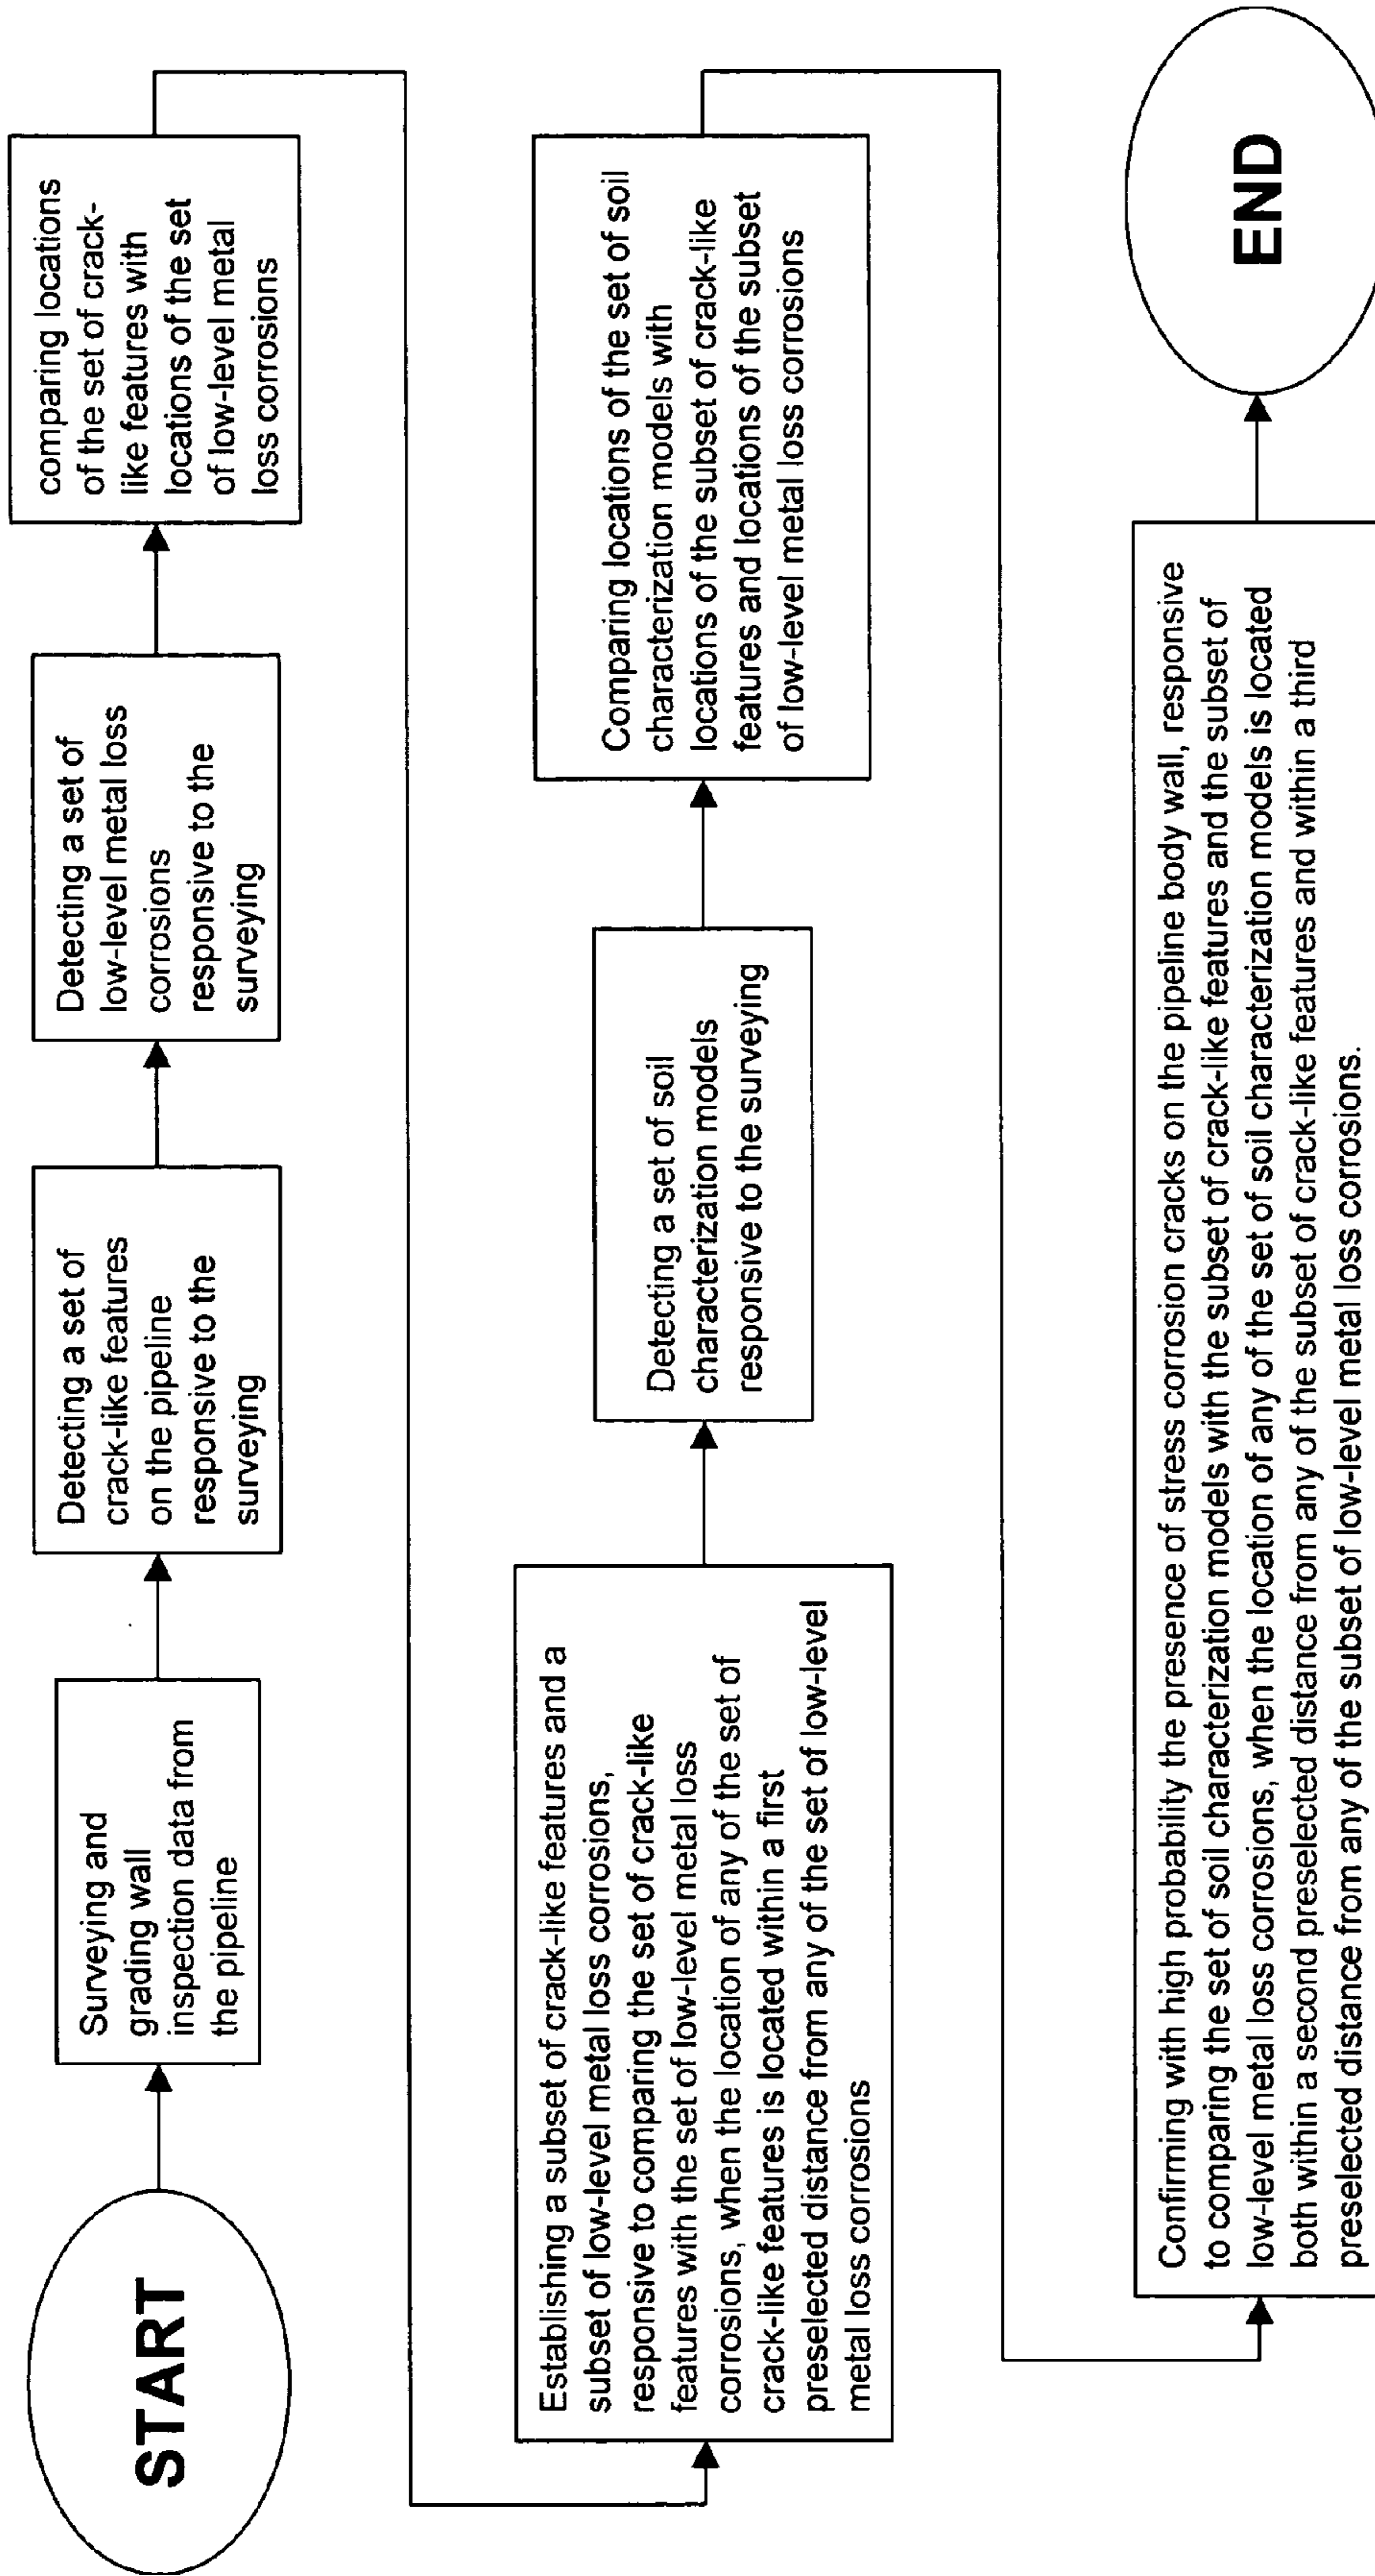 START
Surveying and
grading wall
inspection data from
the pipeline
Detecting a set of
crack-like features
on the pipeline
responsive to the
surveying
Detecting a set of
low-level metal loss
corrosions
responsive to the
surveying
comparing locations
of the set of crack-
like features with
locations of the set
of low-level metal
loss corrosions
Establishing a subset of crack-like features and a
subset of low-level metal loss corrosions,
responsive to comparing the set of crack-like
features with the set of low-level metal loss
corrosions, when the location of any of the set of
crack-like features is located within a first
preselected distance from any of the set of low-level
metal loss corrosions
Detecting a set of soil
characterization models
responsive to the surveying
Comparing locations of the set of soil
characterization models with
locations of the subset of crack-like
features and locations of the subset
of low-level metal loss corrosions
Confirming with high probability the presence of stress corrosion cracks on the pipeline body wall, responsive
to comparing the set of soil characterization models with the subset of crack-like features and the subset of
low-level metal loss corrosions, when the location of any of the set of soil characterization models is located
both within a second preselected distance from any of the subset of crack-like features and within a third
preselected distance from any of the subset of low-level metal loss corrosions.
END